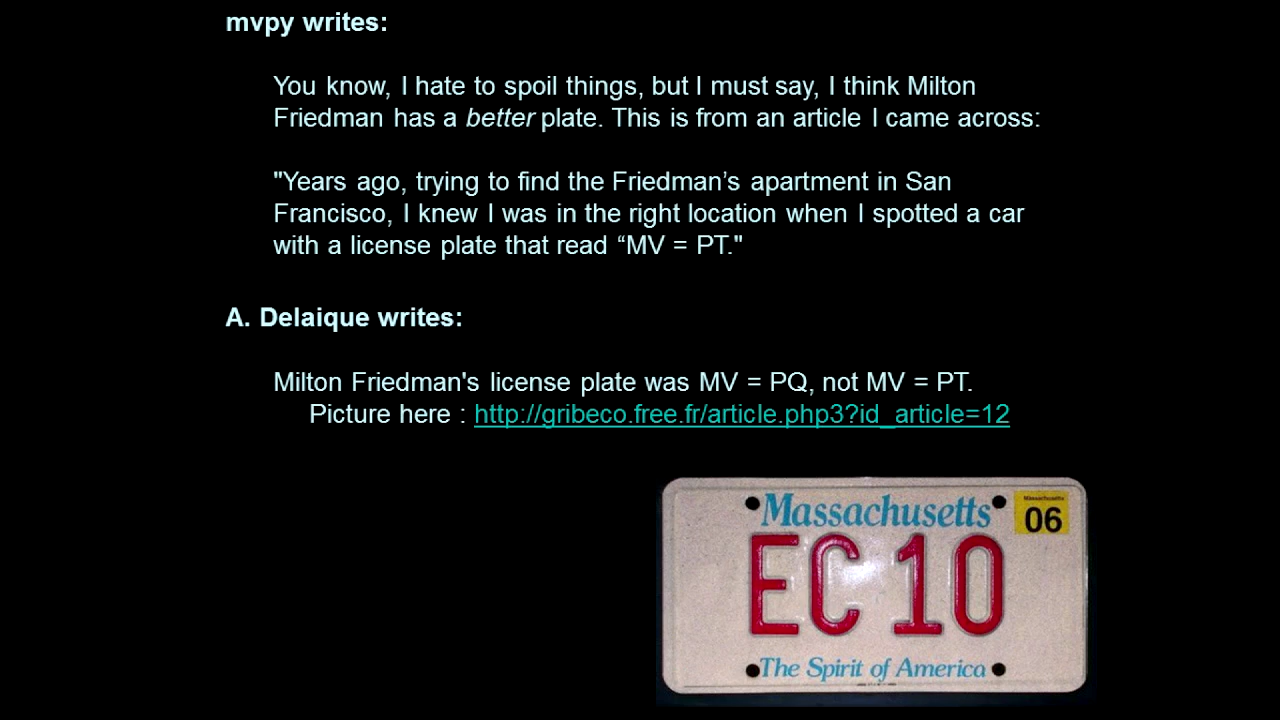 mvpy writes:
You know, I hate to spoil things, but I must say, I think Milton
Friedman has a better plate. This is from an article I came across:
"Years ago, trying to find the Friedman’s apartment in San
Francisco, I knew I was in the right location when I spotted a car
with a license plate that read “MV = PT."
A. Delaique writes:
Milton Friedman's license plate was MV = PQ, not MV = PT.
Picture here : http://gribeco.free.fr/article.php3?id_article=12
Massachusetts
Massachusetts
06
EC 10
The Spirit of America